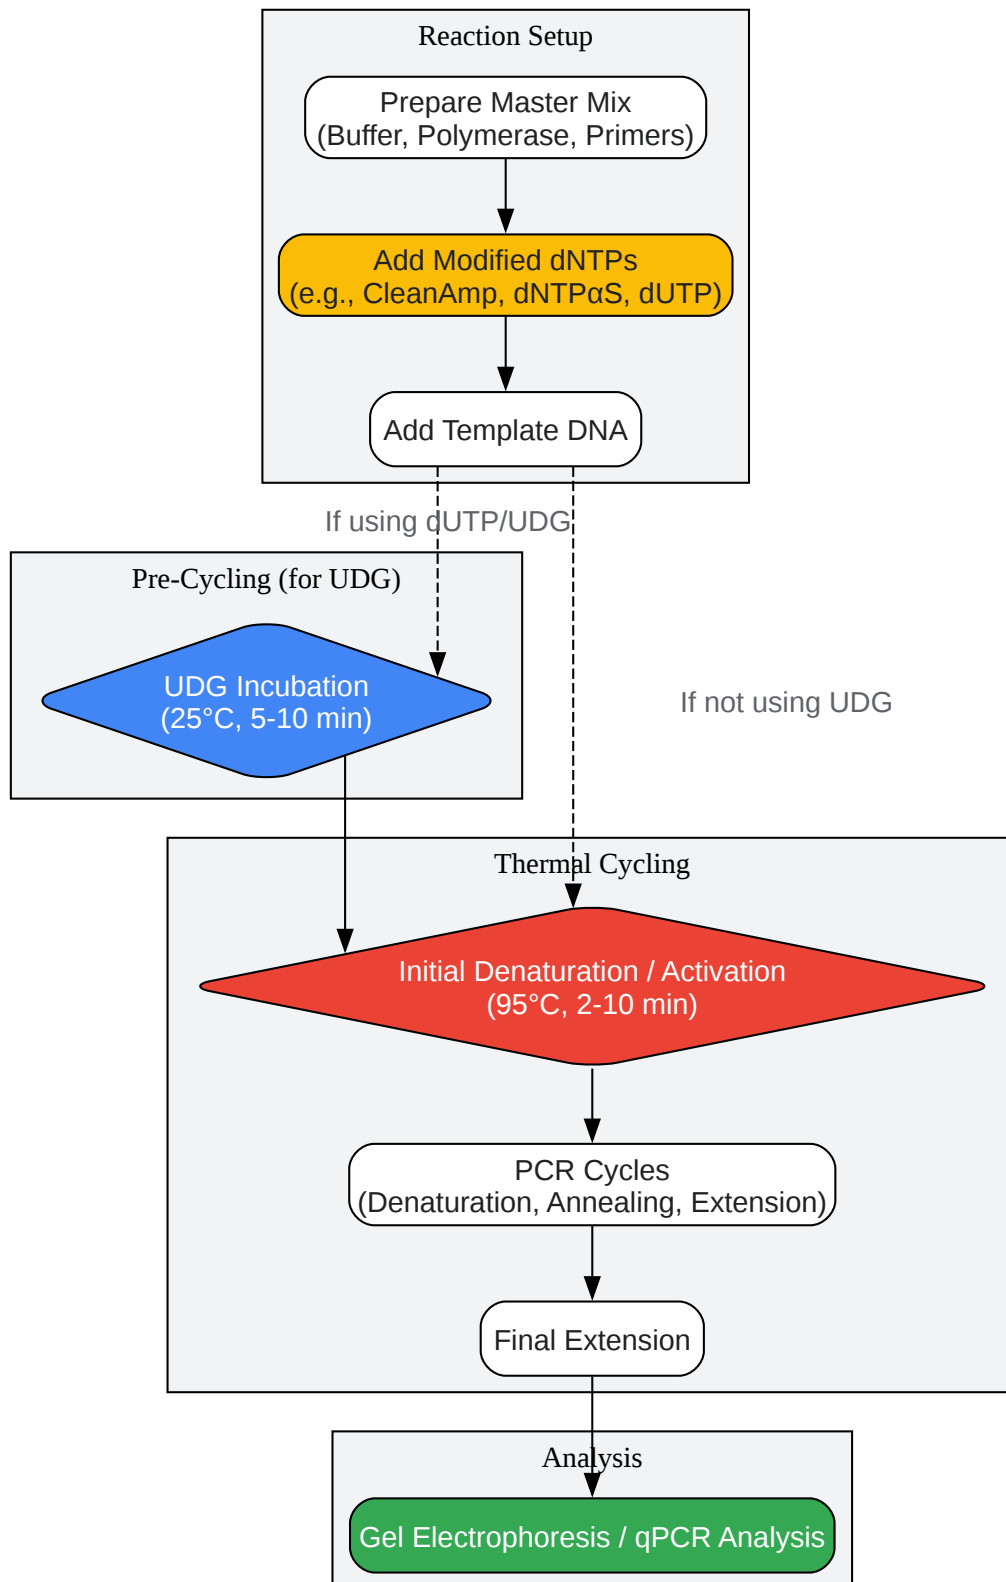 Reaction Setup
Prepare Master Mix
(Buffer, Polymerase, Primers)
Add Modified dNTPs
(e.g., CleanAmp, dNTPαS, dUTP)
Add Template DNA
If using dUTP/UDG
Pre-Cycling (for UDG)
UDG Incubation
(25°C, 5-10 min)
If not using UDG
Thermal Cycling
Initial Denaturation / Activation
(95°C, 2-10 min)
PCR Cycles
(Denaturation, Annealing, Extension)
Final Extension
Analysis
Gel Electrophoresis / qPCR Analysis